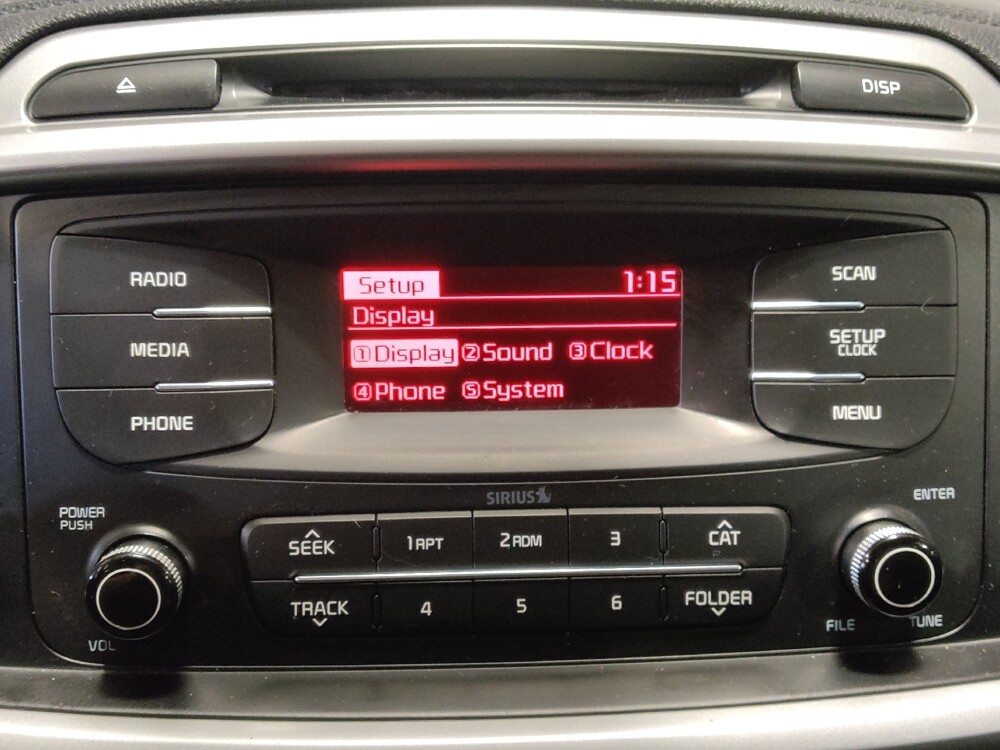 DISP
RADIO
MEDIA
PHONE
Setup 1:15
Display
①Display ②Sound ③Clock
④Phone ⑤System
SCAN
SETUP
CLOCK
MENU
SIRIUS
POWER
PUSH
VOL
SEEK 1 RPT 2 RDM 3 CAT
TRACK 4 5 6 FOLDER
ENTER
FILE TUNE